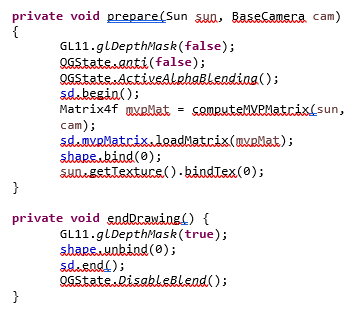 private void prepare(Sun sun, BaseCamera cam)
{
GL11.glDepthMask(false);
OGState.anti(false);
OGState.ActiveAlphaBlending();
sd.begin();
Matrix4f mvpMat = computeMVPMatrix(sun,
cam);
sd.mvpMatrix.loadMatrix(mvpMat);
shape.bind(0);
sun.getTexture().bindTex(0);
}
private void endDrawing() {
GL11.glDepthMask(true);
shape.unbind(0);
sd.end();
OGState.DisableBlend();
}